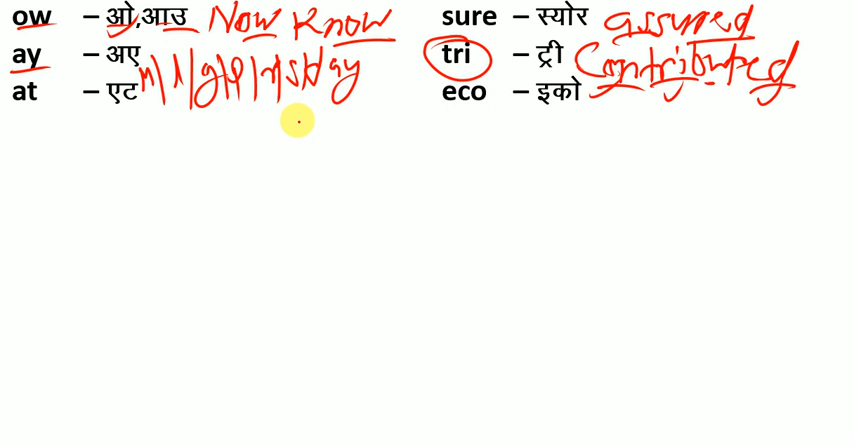 ow – ओ,आउ Now Know
ay – अए
at – एट
sure – स्योर assured
tri – ट्री Contributed
eco – इको